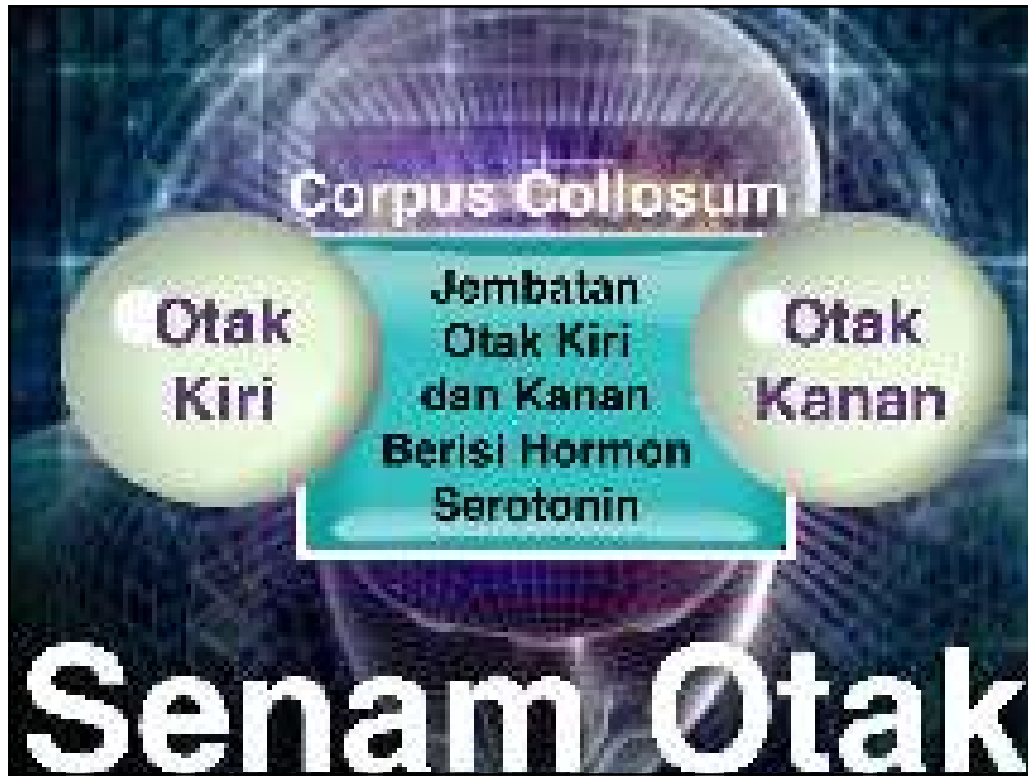 Corpus Collosum
Otak
Kiri
Jembatan
Otak Kiri
dan Kanan
Berisi Hormon
Serotonin
Otak
Kanan
Senam Otak